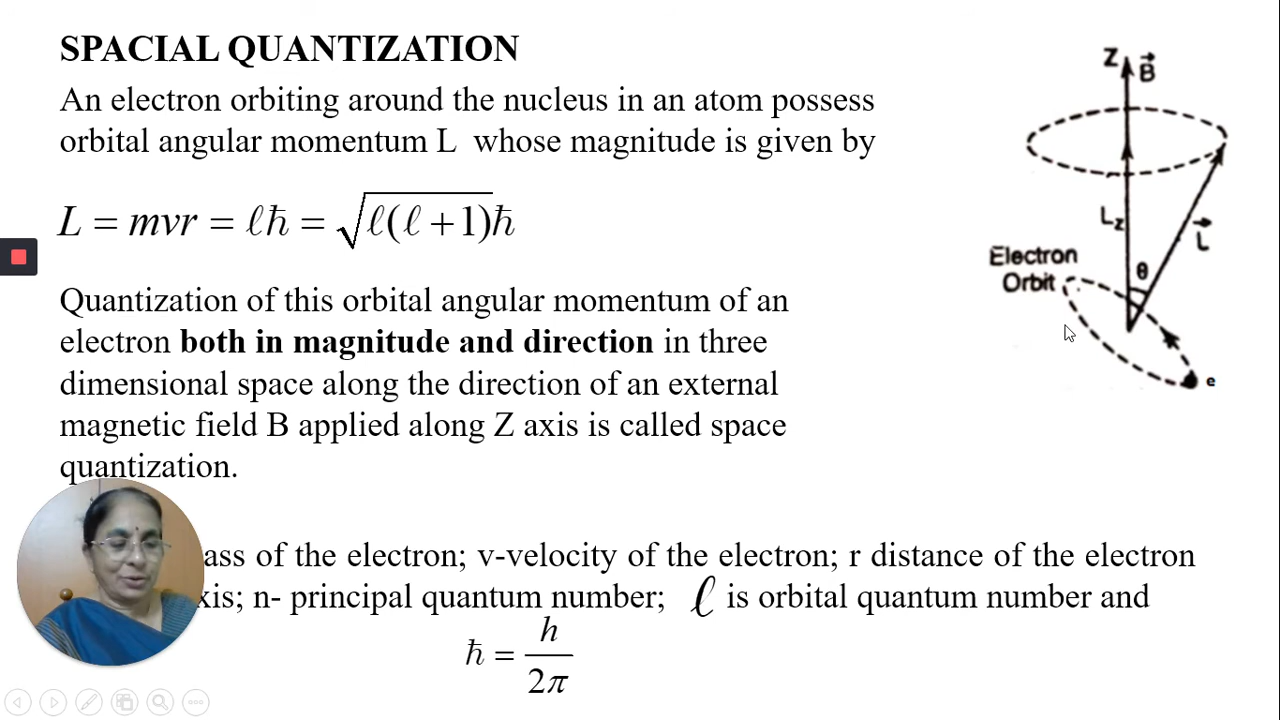 SPACIAL QUANTIZATION
An electron orbiting around the nucleus in an atom possess
orbital angular momentum L whose magnitude is given by
L = mvr = ℓℏ = √ℓ(ℓ+1)ℏ
Quantization of this orbital angular momentum of an
electron both in magnitude and direction in three
dimensional space along the direction of an external
magnetic field B applied along Z axis is called space
quantization.
of the electron; v-velocity of the electron; r distance of the electron
n- principal quantum number; ℓ is orbital quantum number and
ℏ = h/2π
Z B⃗
Lz
L⃗
θ
Electron
Orbit
e